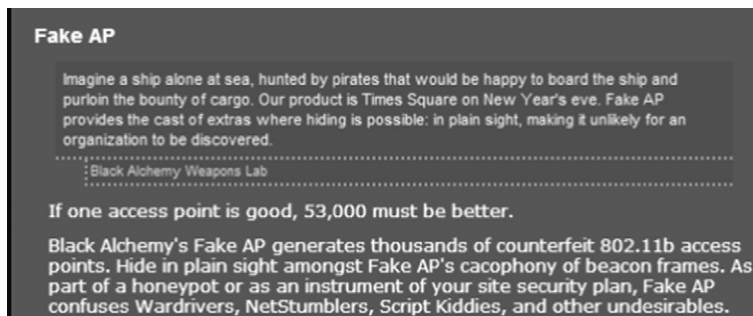 Fake AP
Imagine a ship alone at sea, hunted by pirates that would be happy to board the ship and
purloin the bounty of cargo. Our product is Times Square on New Year's eve. Fake AP
provides the cast of extras where hiding is possible: in plain sight, making it unlikely for an
organization to be discovered.
Black Alchemy Weapons Lab
If one access point is good, 53,000 must be better.
Black Alchemy's Fake AP generates thousands of counterfeit 802.11b access
points. Hide in plain sight amongst Fake AP's cacophony of beacon frames. As
part of a honeypot or as an instrument of your site security plan, Fake AP
confuses Wardrivers, NetStumblers, Script Kiddies, and other undesirables.